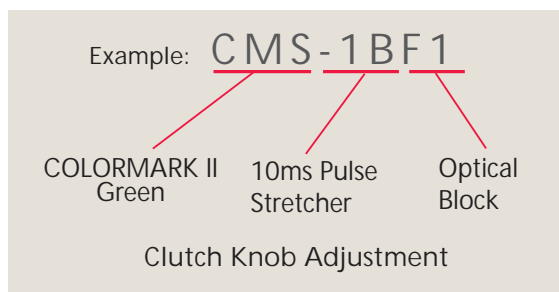 Example: CMS-1BF1
COLORMARK II 10ms Pulse Optical
Green Stretcher Block
Clutch Knob Adjustment